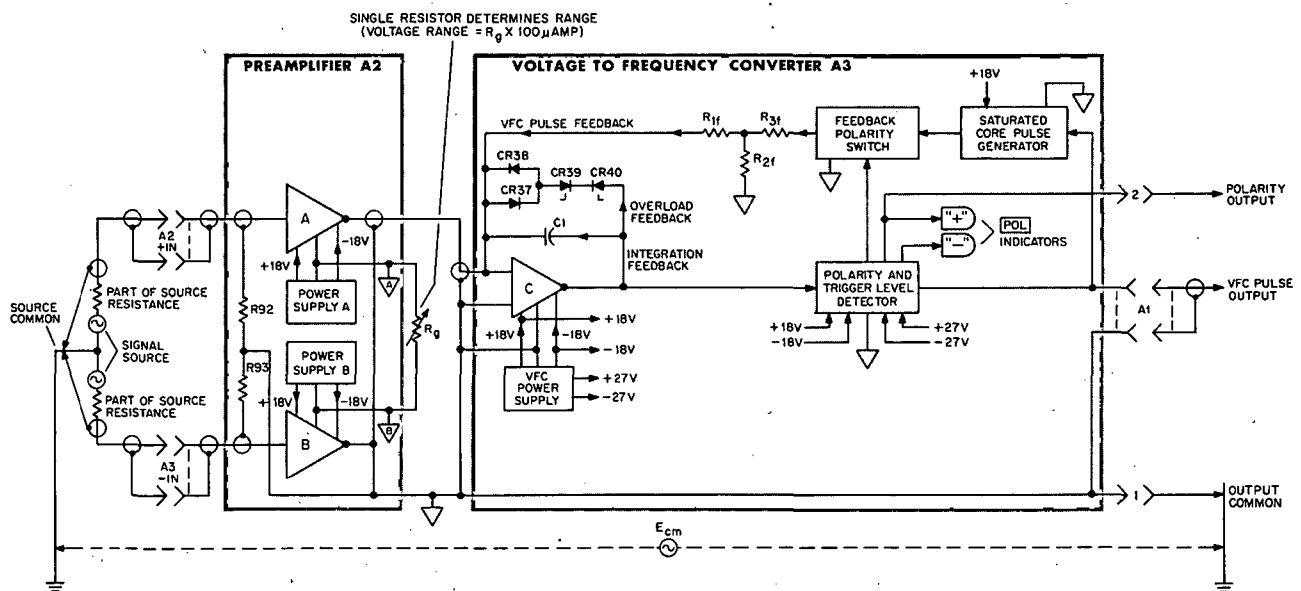 SINGLE RESISTOR DETERMINES RANGE
(VOLTAGE RANGE = Rg X 100µAMP)
PREAMPLIFIER A2
VOLTAGE TO FREQUENCY CONVERTER A3
+18V
VFC PULSE FEEDBACK
R1f
R3f
R2f
FEEDBACK
POLARITY
SWITCH
SATURATED
CORE PULSE
GENERATOR
CR38
CR39
CR40
CR37
OVERLOAD
FEEDBACK
C1
INTEGRATION
FEEDBACK
2
POLARITY
OUTPUT
"+"
"-"
POL
INDICATORS
A2
+IN
A
+18V
-18V
POWER
SUPPLY A
A
Rg
SOURCE
COMMON
PART OF SOURCE
RESISTANCE
SIGNAL
SOURCE
PART OF SOURCE
RESISTANCE
R92
R93
POWER
SUPPLY B
+18V
-18V
B
B
A3
-IN
C
+18V
-18V
+18V
-18V
VFC
POWER
SUPPLY
+27V
-27V
POLARITY AND
TRIGGER LEVEL
DETECTOR
+18V
-18V
+27V
-27V
VFC PULSE
OUTPUT
A1
1
OUTPUT
COMMON
Ecm